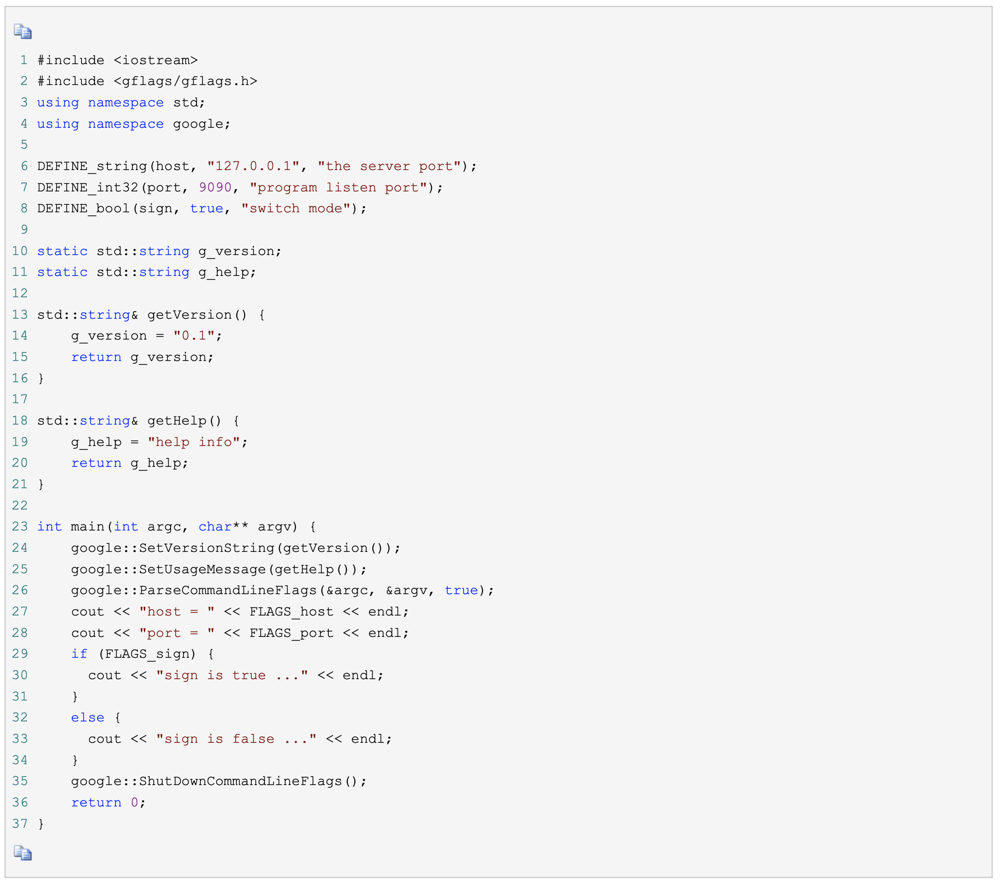 1 #include <iostream>
2 #include <gflags/gflags.h>
3 using namespace std;
4 using namespace google;
5
6 DEFINE_string(host, "127.0.0.1", "the server port");
7 DEFINE_int32(port, 9090, "program listen port");
8 DEFINE_bool(sign, true, "switch mode");
9
10 static std::string g_version;
11 static std::string g_help;
12
13 std::string& getVersion() {
14     g_version = "0.1";
15     return g_version;
16 }
17
18 std::string& getHelp() {
19     g_help = "help info";
20     return g_help;
21 }
22
23 int main(int argc, char** argv) {
24     google::SetVersionString(getVersion());
25     google::SetUsageMessage(getHelp());
26     google::ParseCommandLineFlags(&argc, &argv, true);
27     cout << "host = " << FLAGS_host << endl;
28     cout << "port = " << FLAGS_port << endl;
29     if (FLAGS_sign) {
30       cout << "sign is true ..." << endl;
31     }
32     else {
33       cout << "sign is false ..." << endl;
34     }
35     google::ShutDownCommandLineFlags();
36     return 0;
37 }